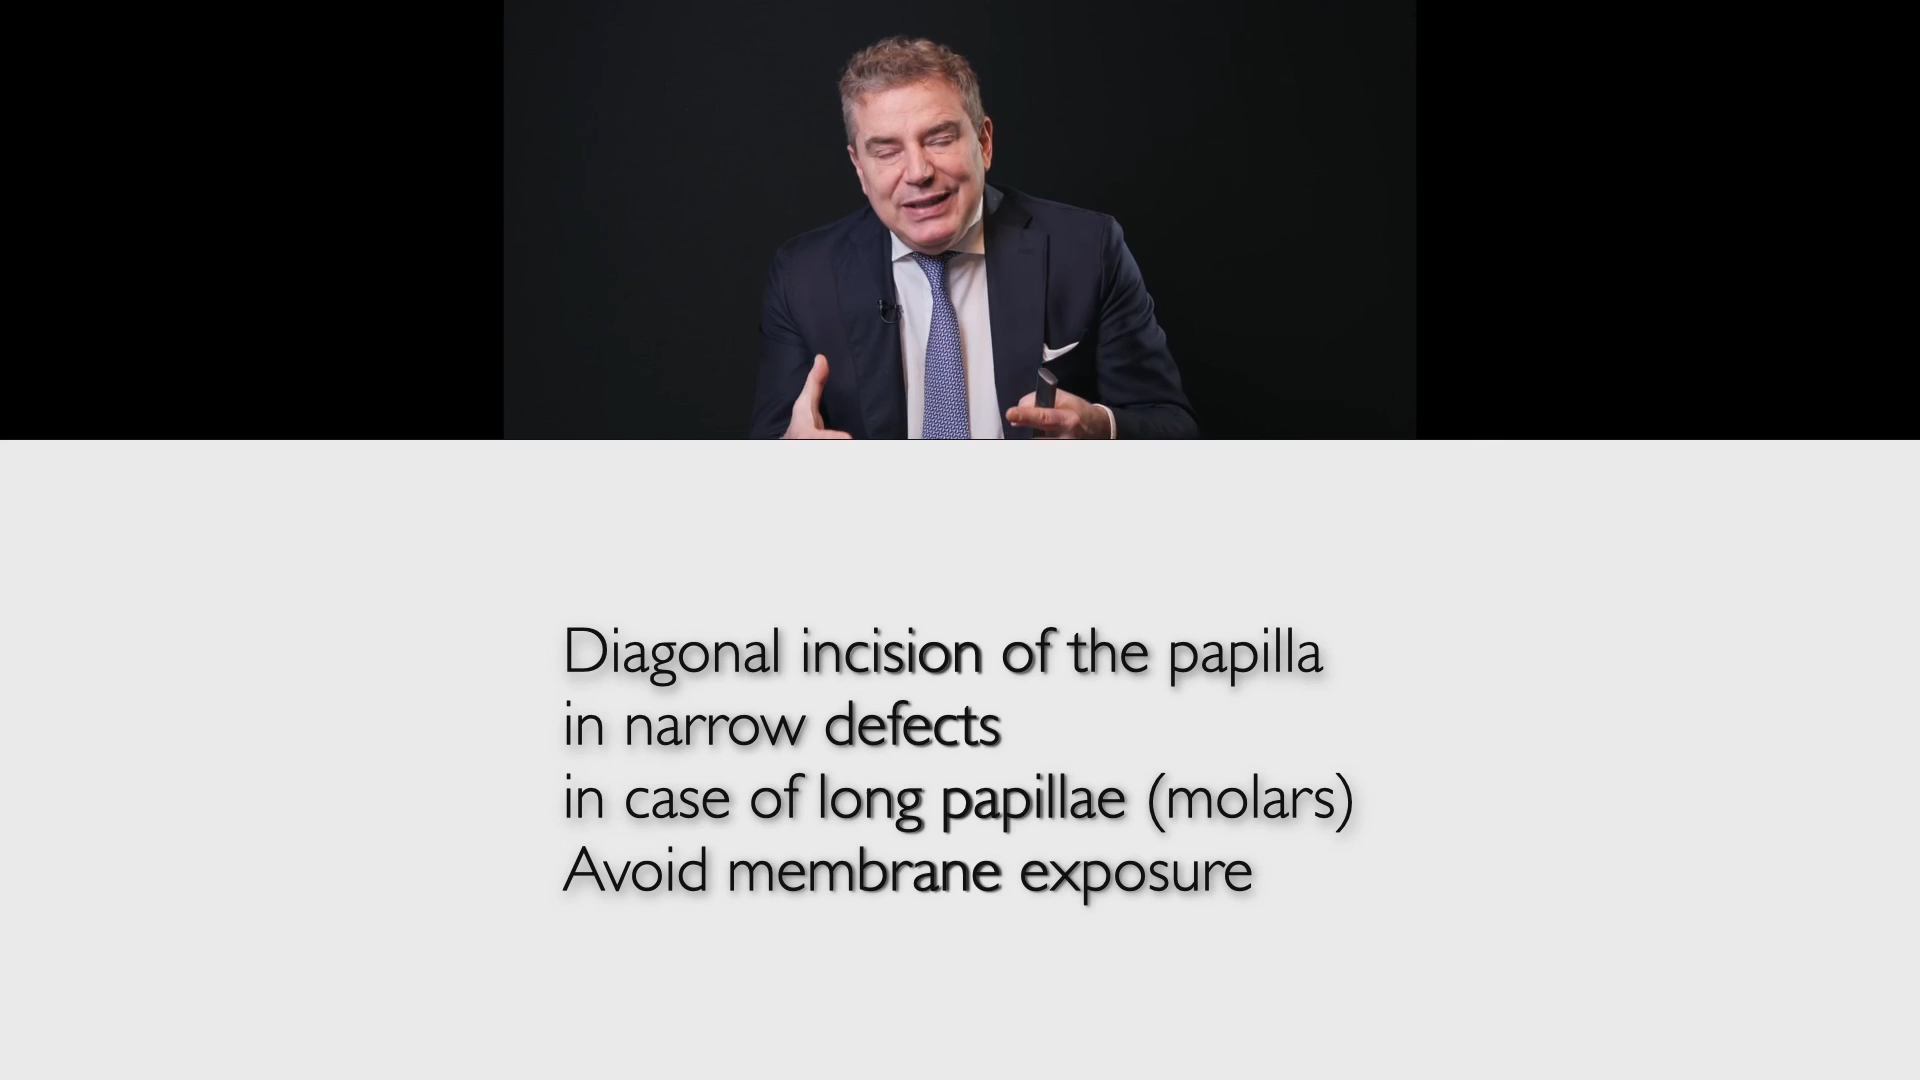 Diagonal incision of the papilla
in narrow defects
in case of long papillae (molars)
Avoid membrane exposure